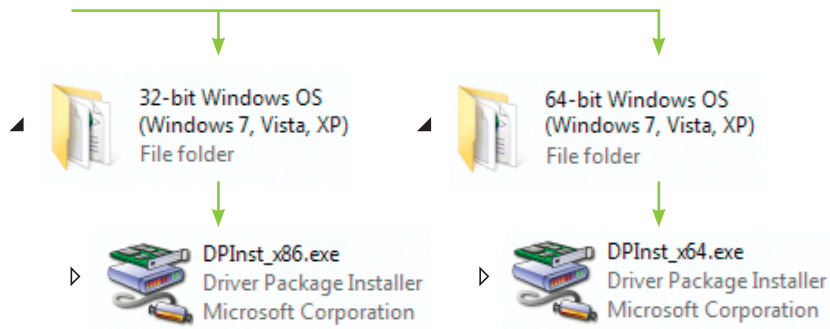 32-bit Windows OS
(Windows 7, Vista, XP)
File folder
64-bit Windows OS
(Windows 7, Vista, XP)
File folder
DPInst_x86.exe
Driver Package Installer
Microsoft Corporation
DPInst_x64.exe
Driver Package Installer
Microsoft Corporation